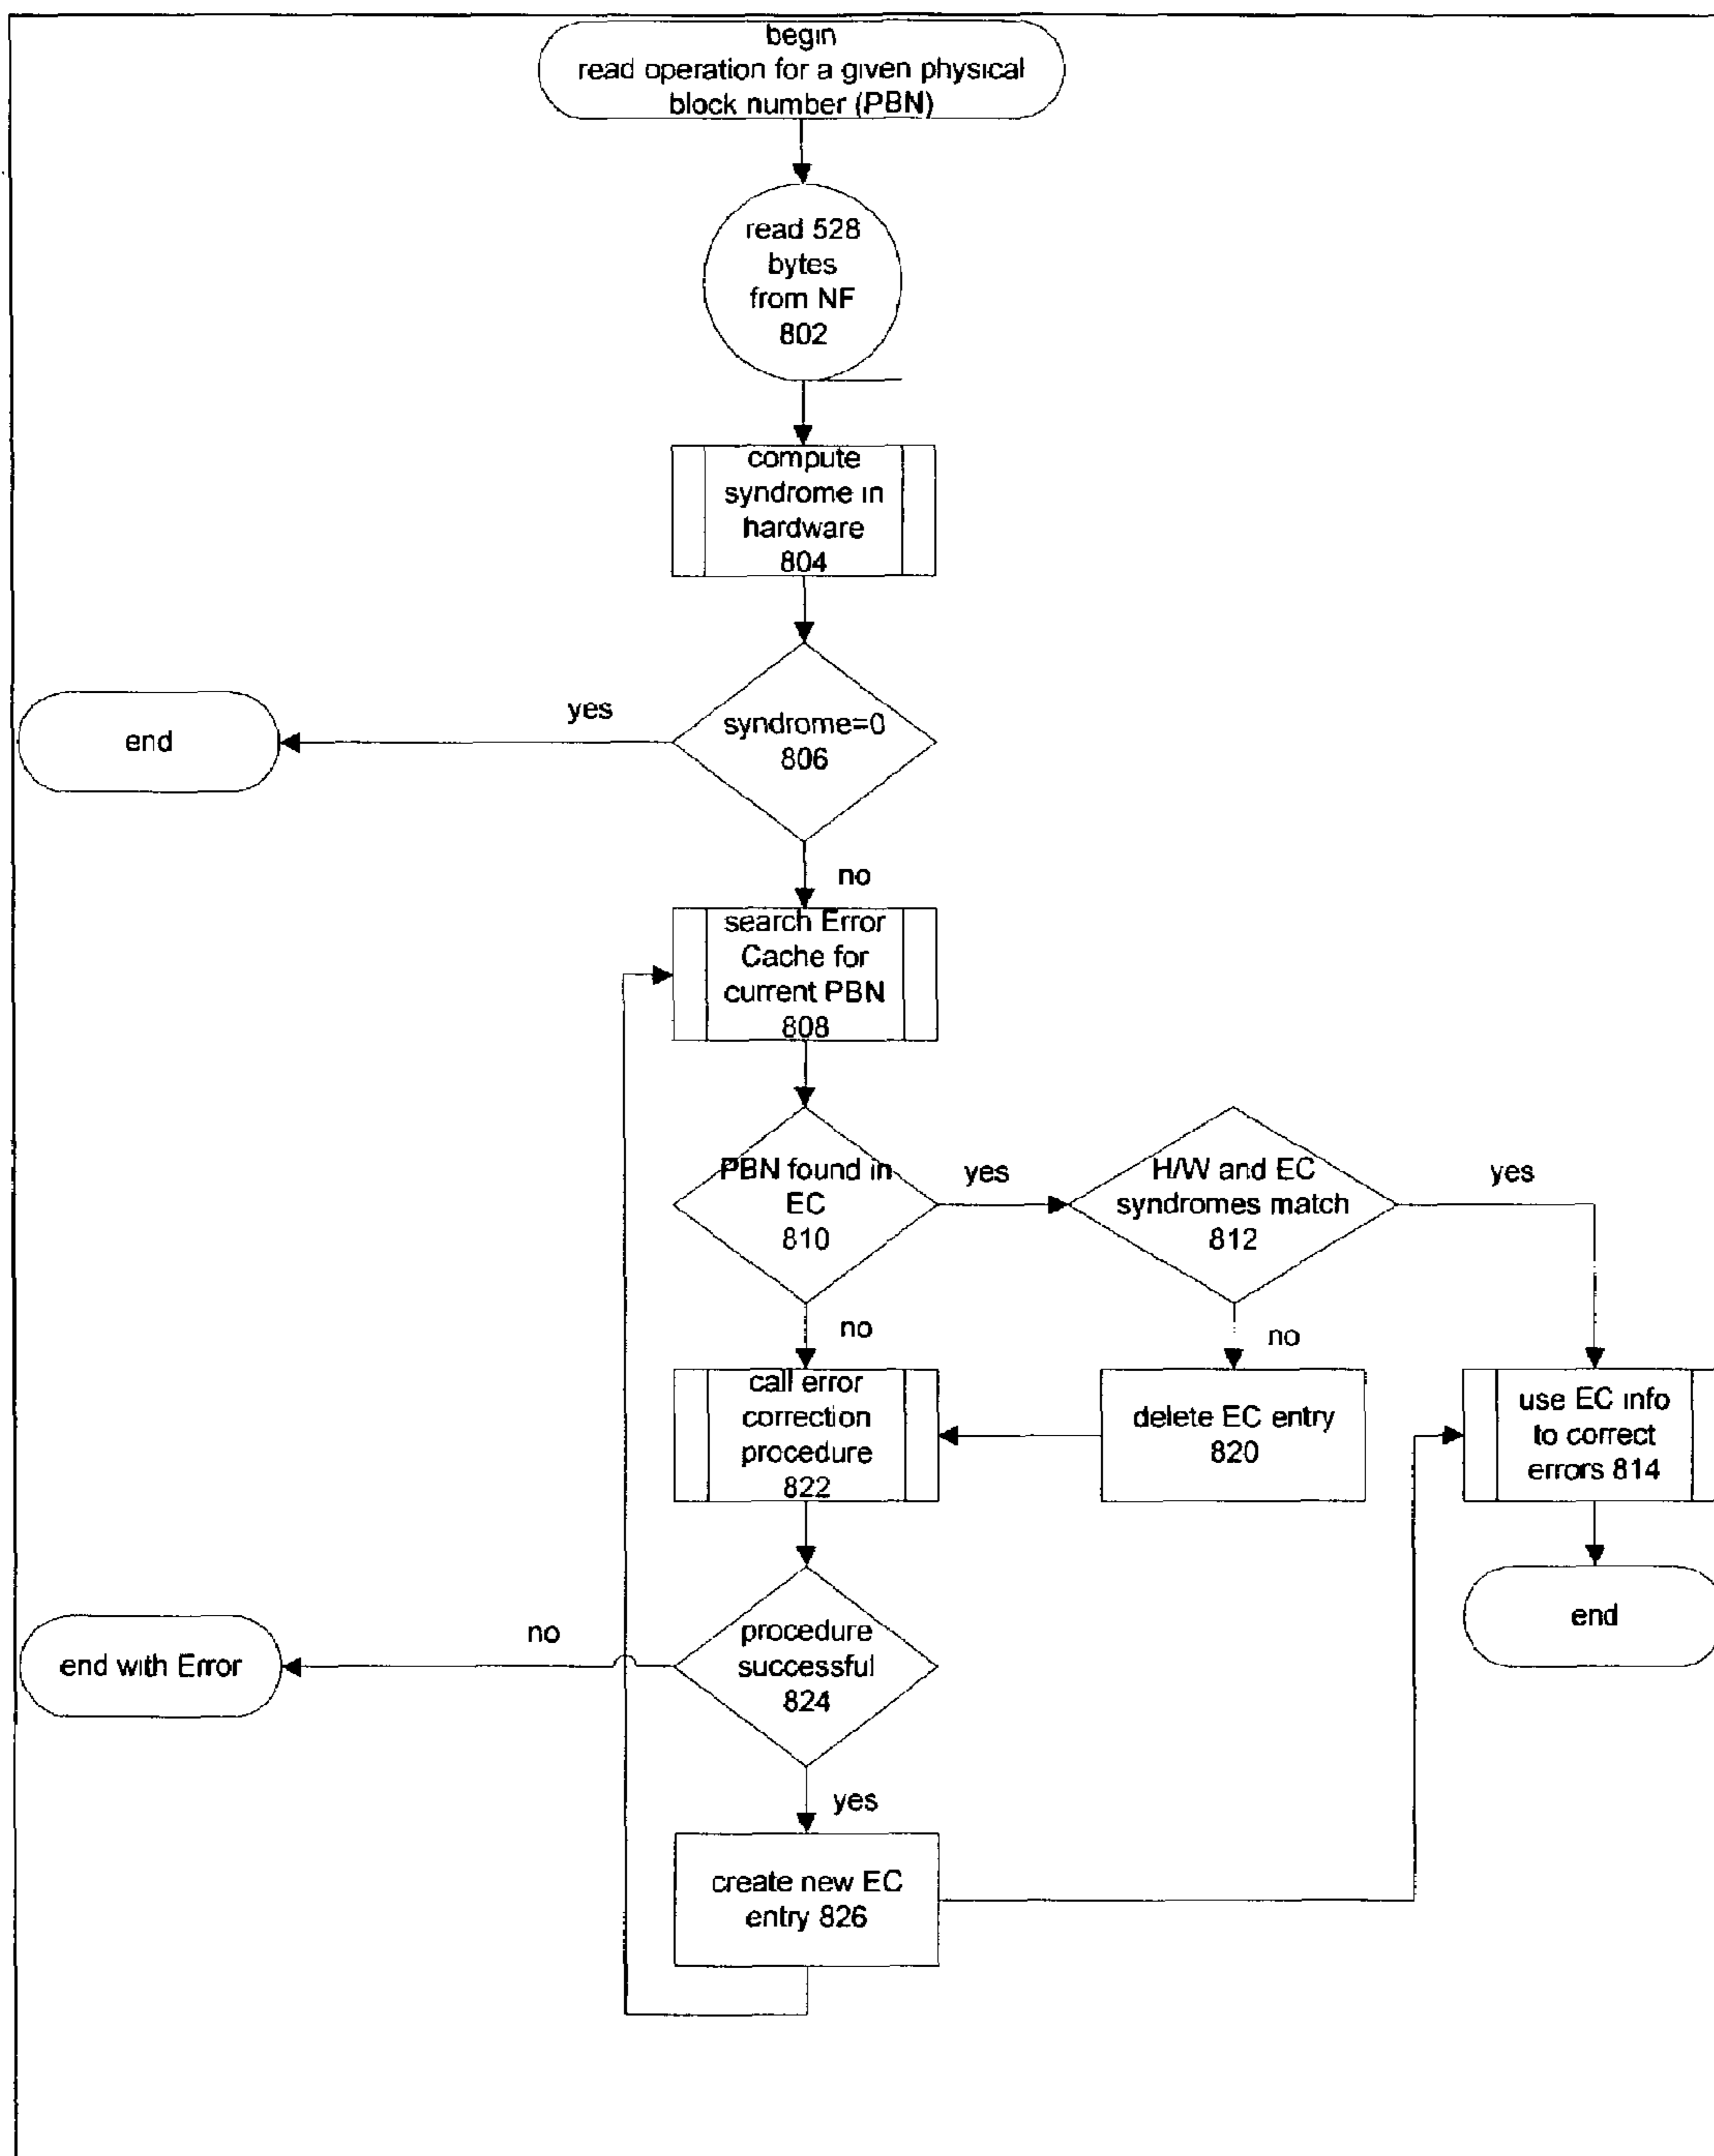 begin
read operation for a given physical
block number (PBN)
read 528
bytes
from NF
802
compute
syndrome in
hardware
804
syndrome=0
806
yes
end
no
search Error
Cache for
current PBN
808
PBN found in
EC
810
yes
H/W and EC
syndromes match
812
yes
no
no
call error
correction
procedure
822
delete EC entry
820
use EC info
to correct
errors 814
end
procedure
successful
824
no
end with Error
yes
create new EC
entry 826